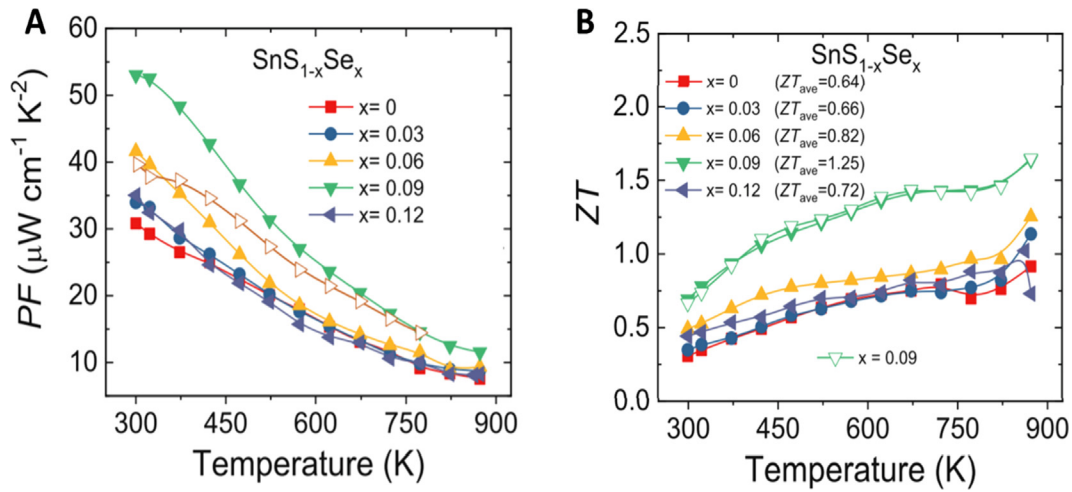 A
PF (μW cm⁻¹ K⁻²)
60
50
40
30
20
10
SnS₁₋ₓSeₓ
x= 0
x= 0.03
x= 0.06
x= 0.09
x= 0.12
300 450 600 750 900
Temperature (K)
B
ZT
2.5
2.0
1.5
1.0
0.5
0.0
SnS₁₋ₓSeₓ
x= 0 (ZTave=0.64)
x= 0.03 (ZTave=0.66)
x= 0.06 (ZTave=0.82)
x= 0.09 (ZTave=1.25)
x= 0.12 (ZTave=0.72)
x = 0.09
300 450 600 750 900
Temperature (K)